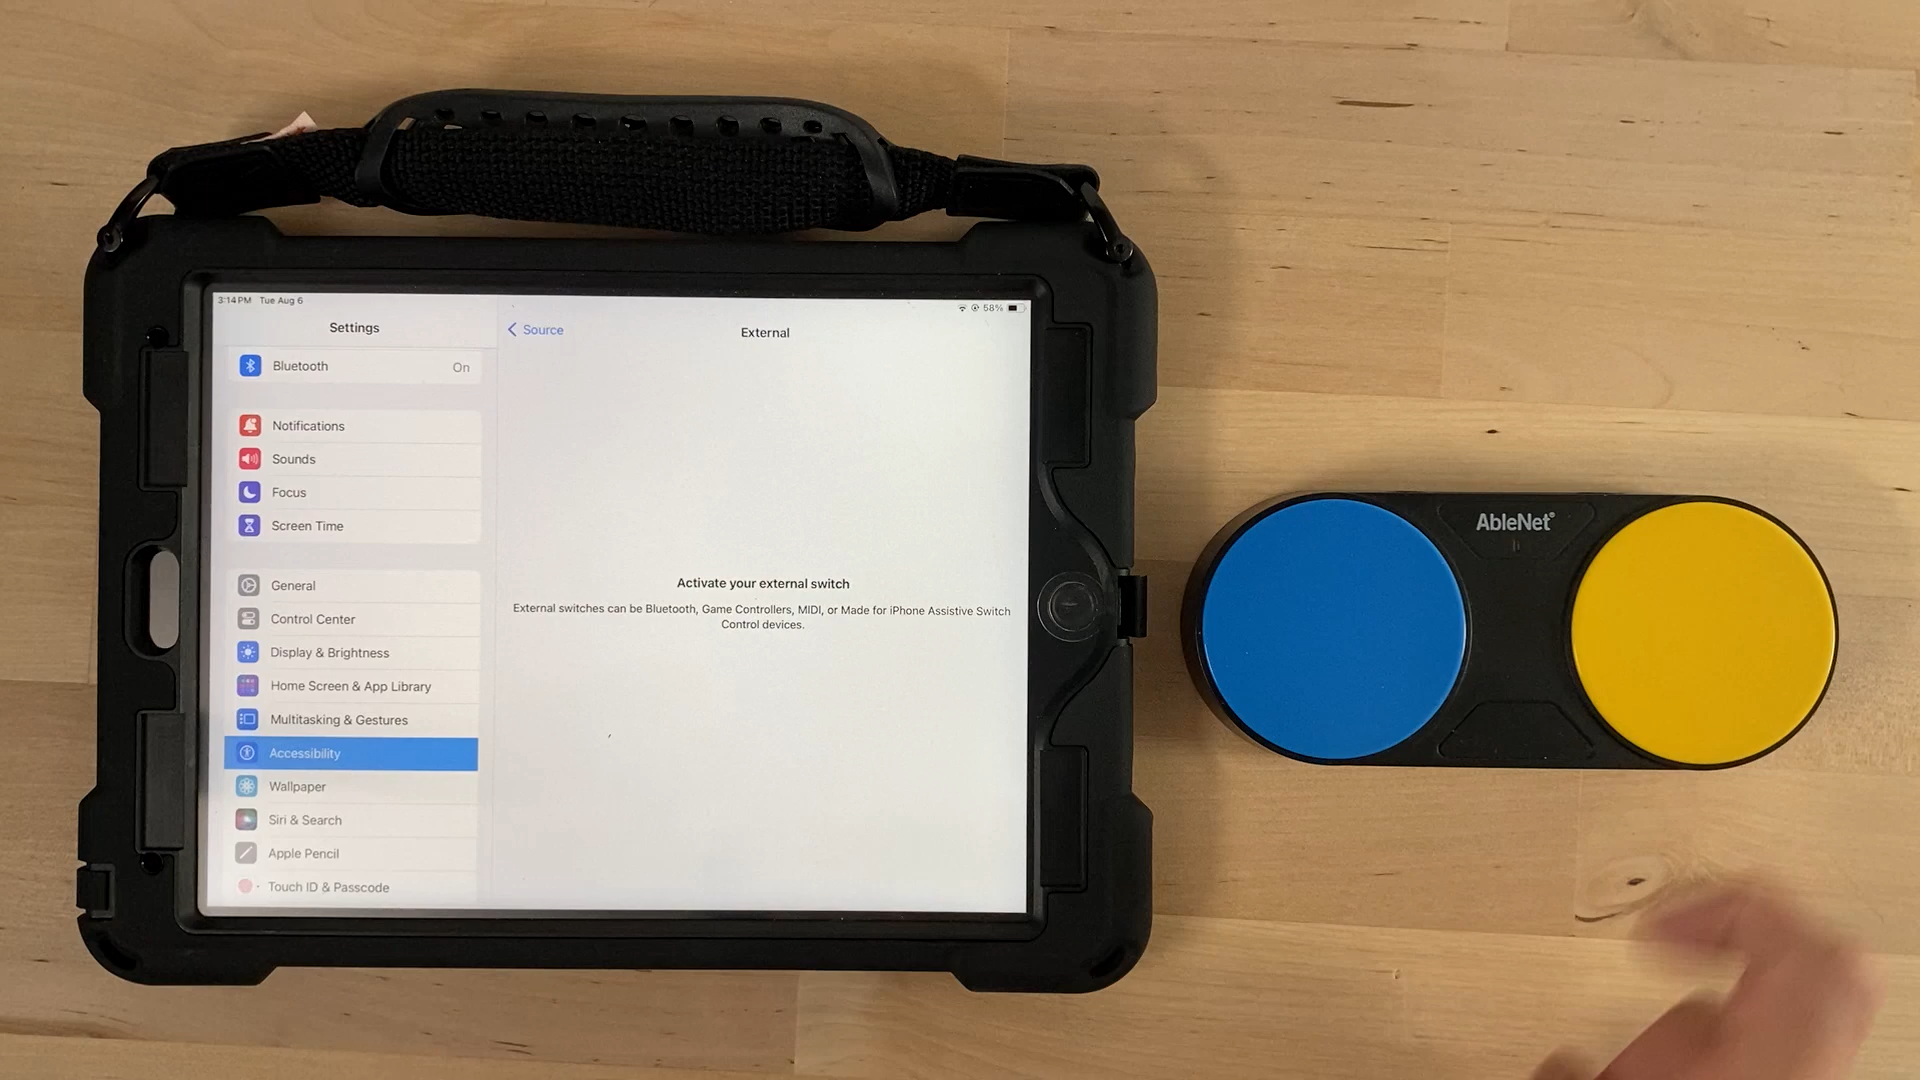 3:14 PM Tue Aug 6
58%
Settings
Bluetooth On
Notifications
Sounds
Focus
Screen Time
General
Control Center
Display & Brightness
Home Screen & App Library
Multitasking & Gestures
Accessibility
Wallpaper
Siri & Search
Apple Pencil
Touch ID & Passcode
Source
External
Activate your external switch
External switches can be Bluetooth, Game Controllers, MIDI, or Made for iPhone Assistive Switch
Control devices.
AbleNet®